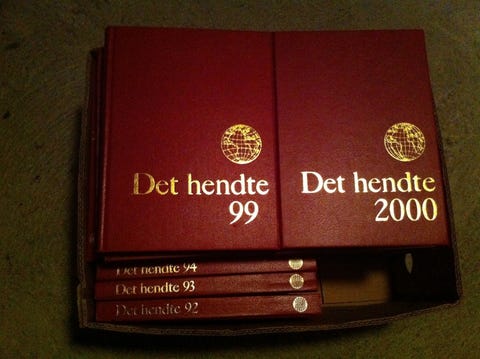 Det hendte
99
Det hendte
2000
Det hendte 94
Det hendte 93
Det hendte 92